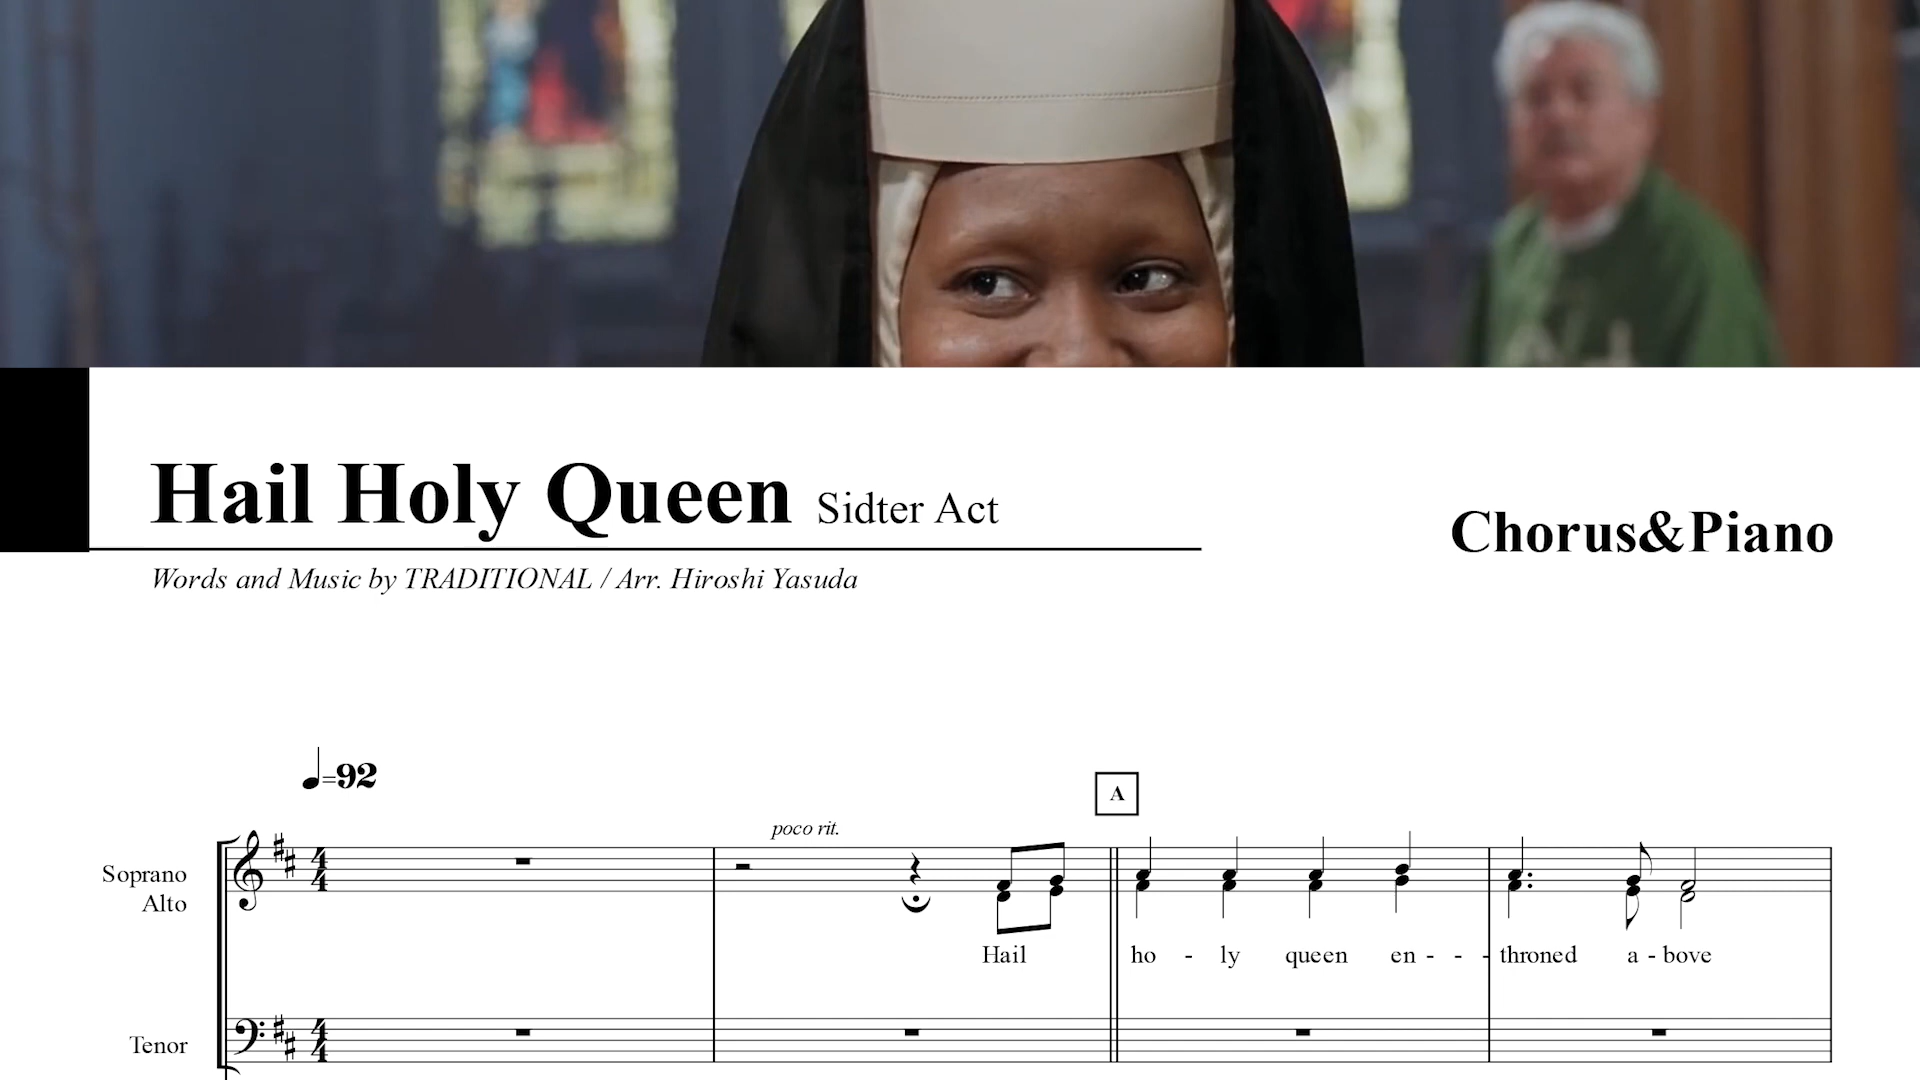 Hail Holy Queen Sidter Act
Chorus&Piano
Words and Music by TRADITIONAL / Arr. Hiroshi Yasuda
=92
A
poco rit.
Soprano
Alto
Hail ho - ly queen en - - - throned a - bove
Tenor